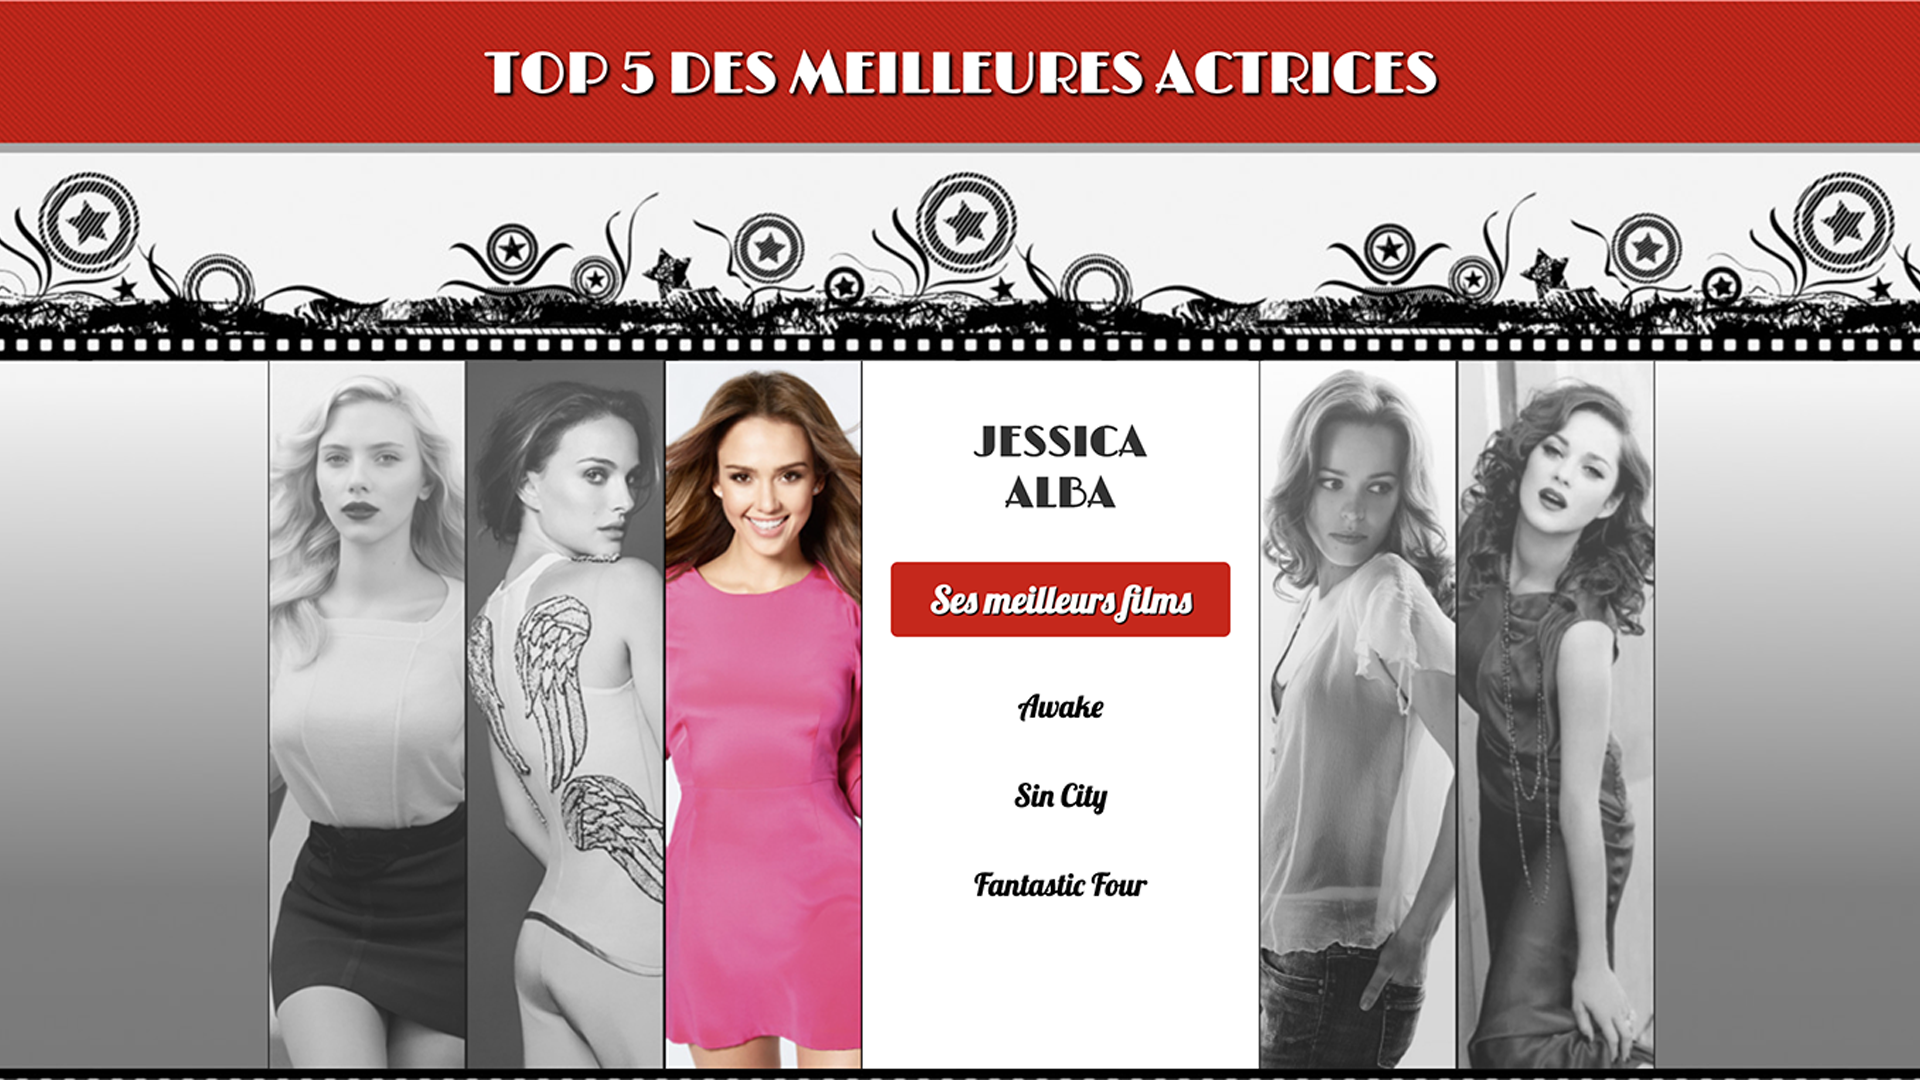 TOP 5 DES MEILLEURES ACTRICES
JESSICA
ALBA
Ses meilleurs films
Awake
Sin City
Fantastic Four